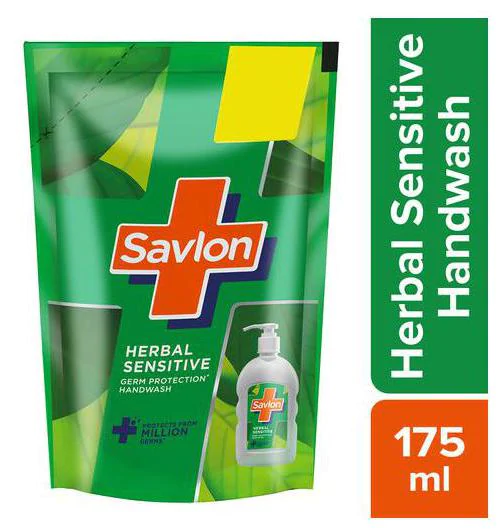 Savlon
HERBAL
SENSITIVE
GERM PROTECTION*
HANDWASH
PROTECTS FROM
MILLION
GERMS*
Savlon
HERBAL
SENSITIVE
Herbal Sensitive
Handwash
175
ml